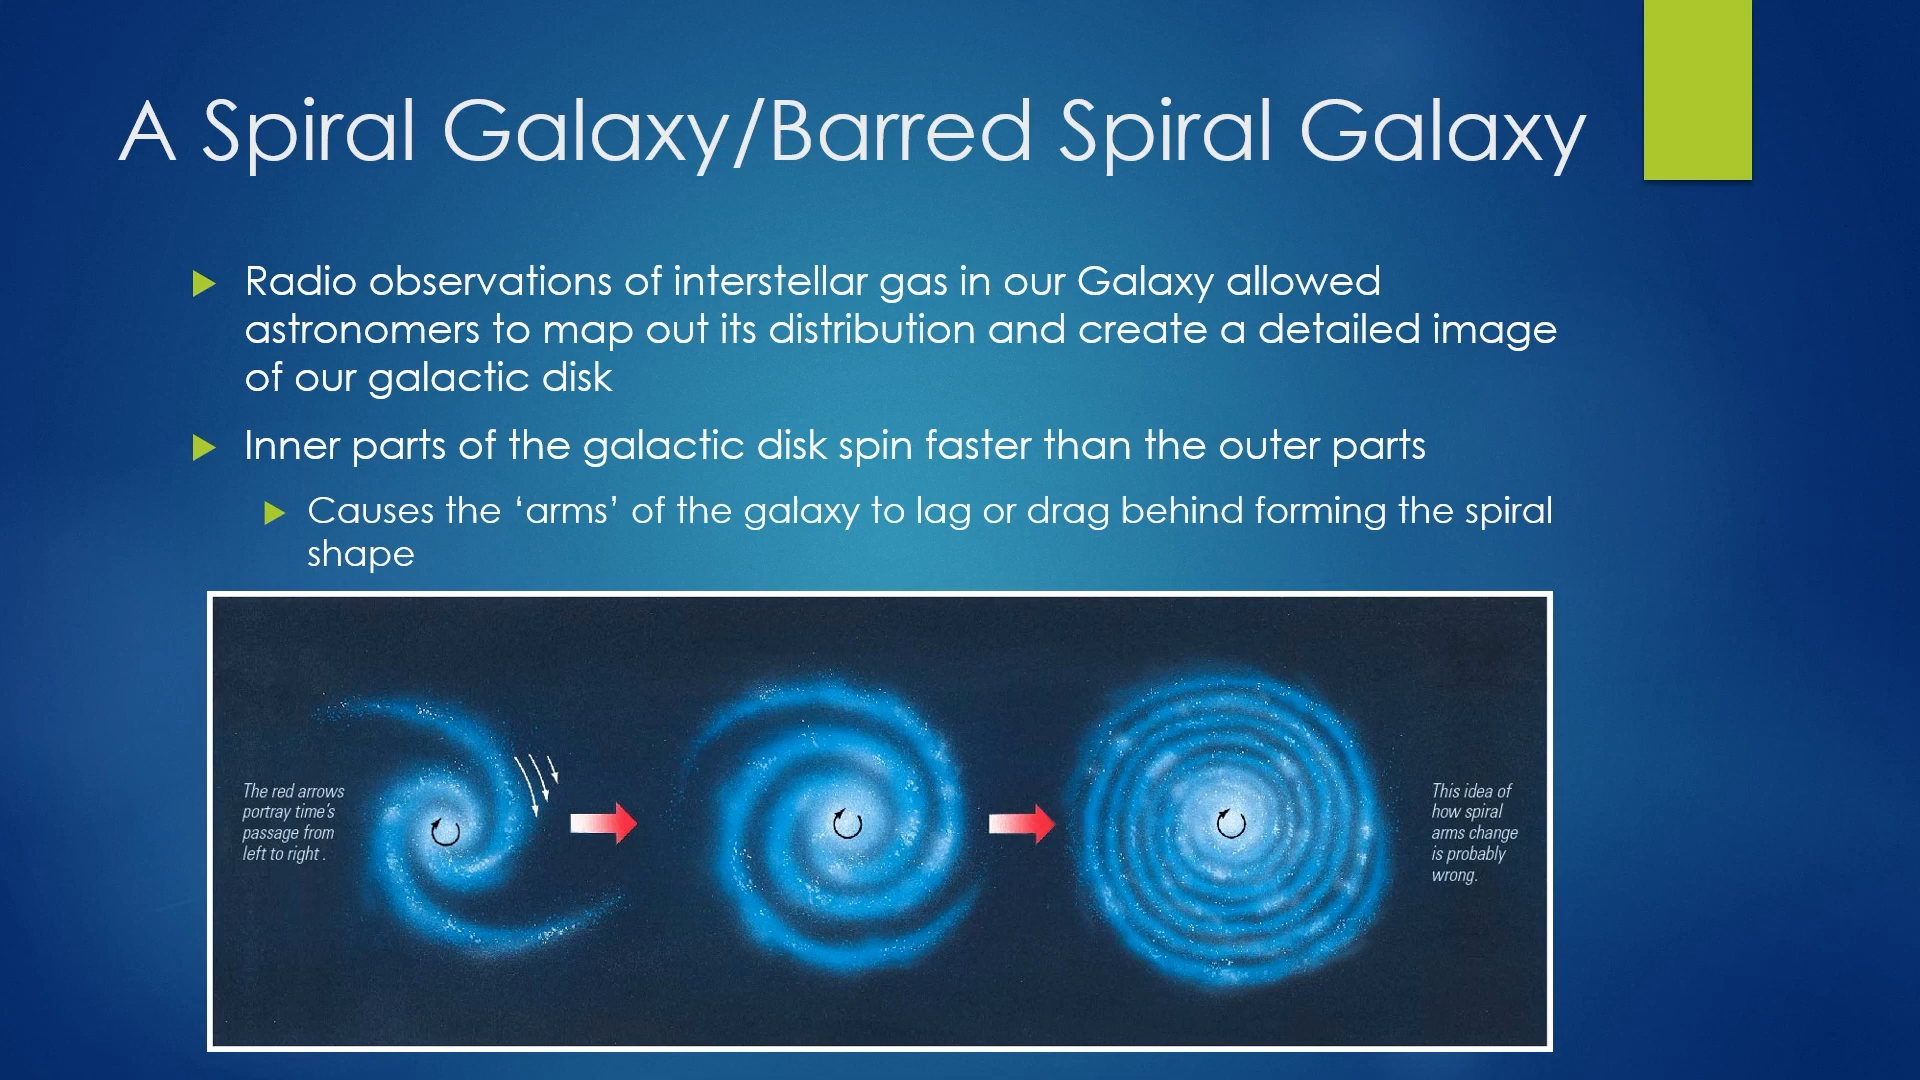 A Spiral Galaxy/Barred Spiral Galaxy
Radio observations of interstellar gas in our Galaxy allowed
astronomers to map out its distribution and create a detailed image
of our galactic disk
Inner parts of the galactic disk spin faster than the outer parts
Causes the ‘arms’ of the galaxy to lag or drag behind forming the spiral
shape
The red arrows
portray time's
passage from
left to right .
This idea of
how spiral
arms change
is probably
wrong.